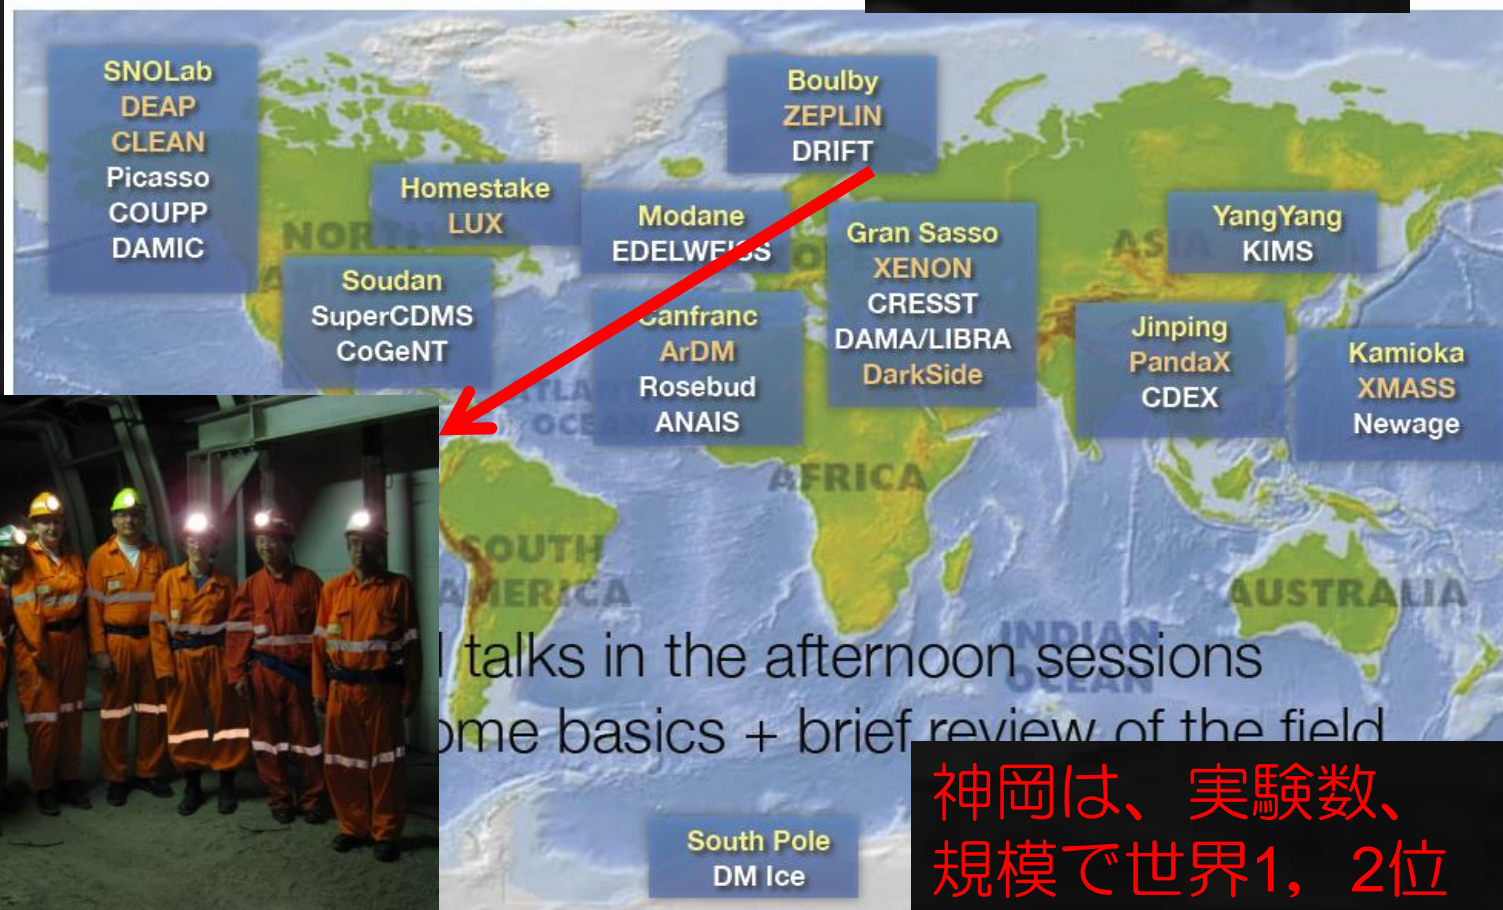 SNOLab
DEAP
CLEAN
Picasso
COUPP
DAMIC
Homestake
LUX
Soudan
SuperCDMS
CoGeNT
Modane
EDELWEISS
Boulby
ZEPLIN
DRIFT
Canfranc
ArDM
Rosebud
ANAIS
Gran Sasso
XENON
CRESST
DAMA/LIBRA
DarkSide
YangYang
KIMS
Jinping
PandaX
CDEX
Kamioka
XMASS
Newage
ASIA
AFRICA
SOUTH
AMERICA
AUSTRALIA
INDIAN
OCEAN
talks in the afternoon sessions
basics + brief review of the field
South Pole
DM Ice
神岡は、実験数、
規模で世界1，2位